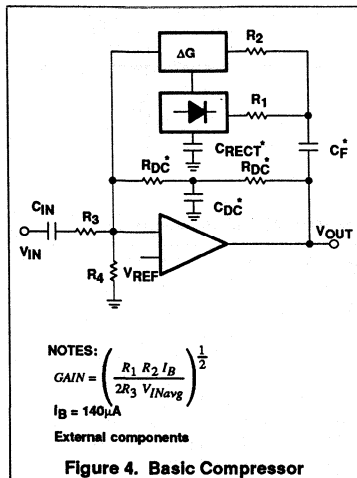 R2
ΔG
R1
CRECT*
CF*
RDC*
RDC*
CIN
R3
CDC*
VOUT
VIN
VREF
R4
NOTES:
GAIN = ( R1 R2 IB / 2R3 VINavg ) 1/2
IB = 140μA
External components
Figure 4. Basic Compressor